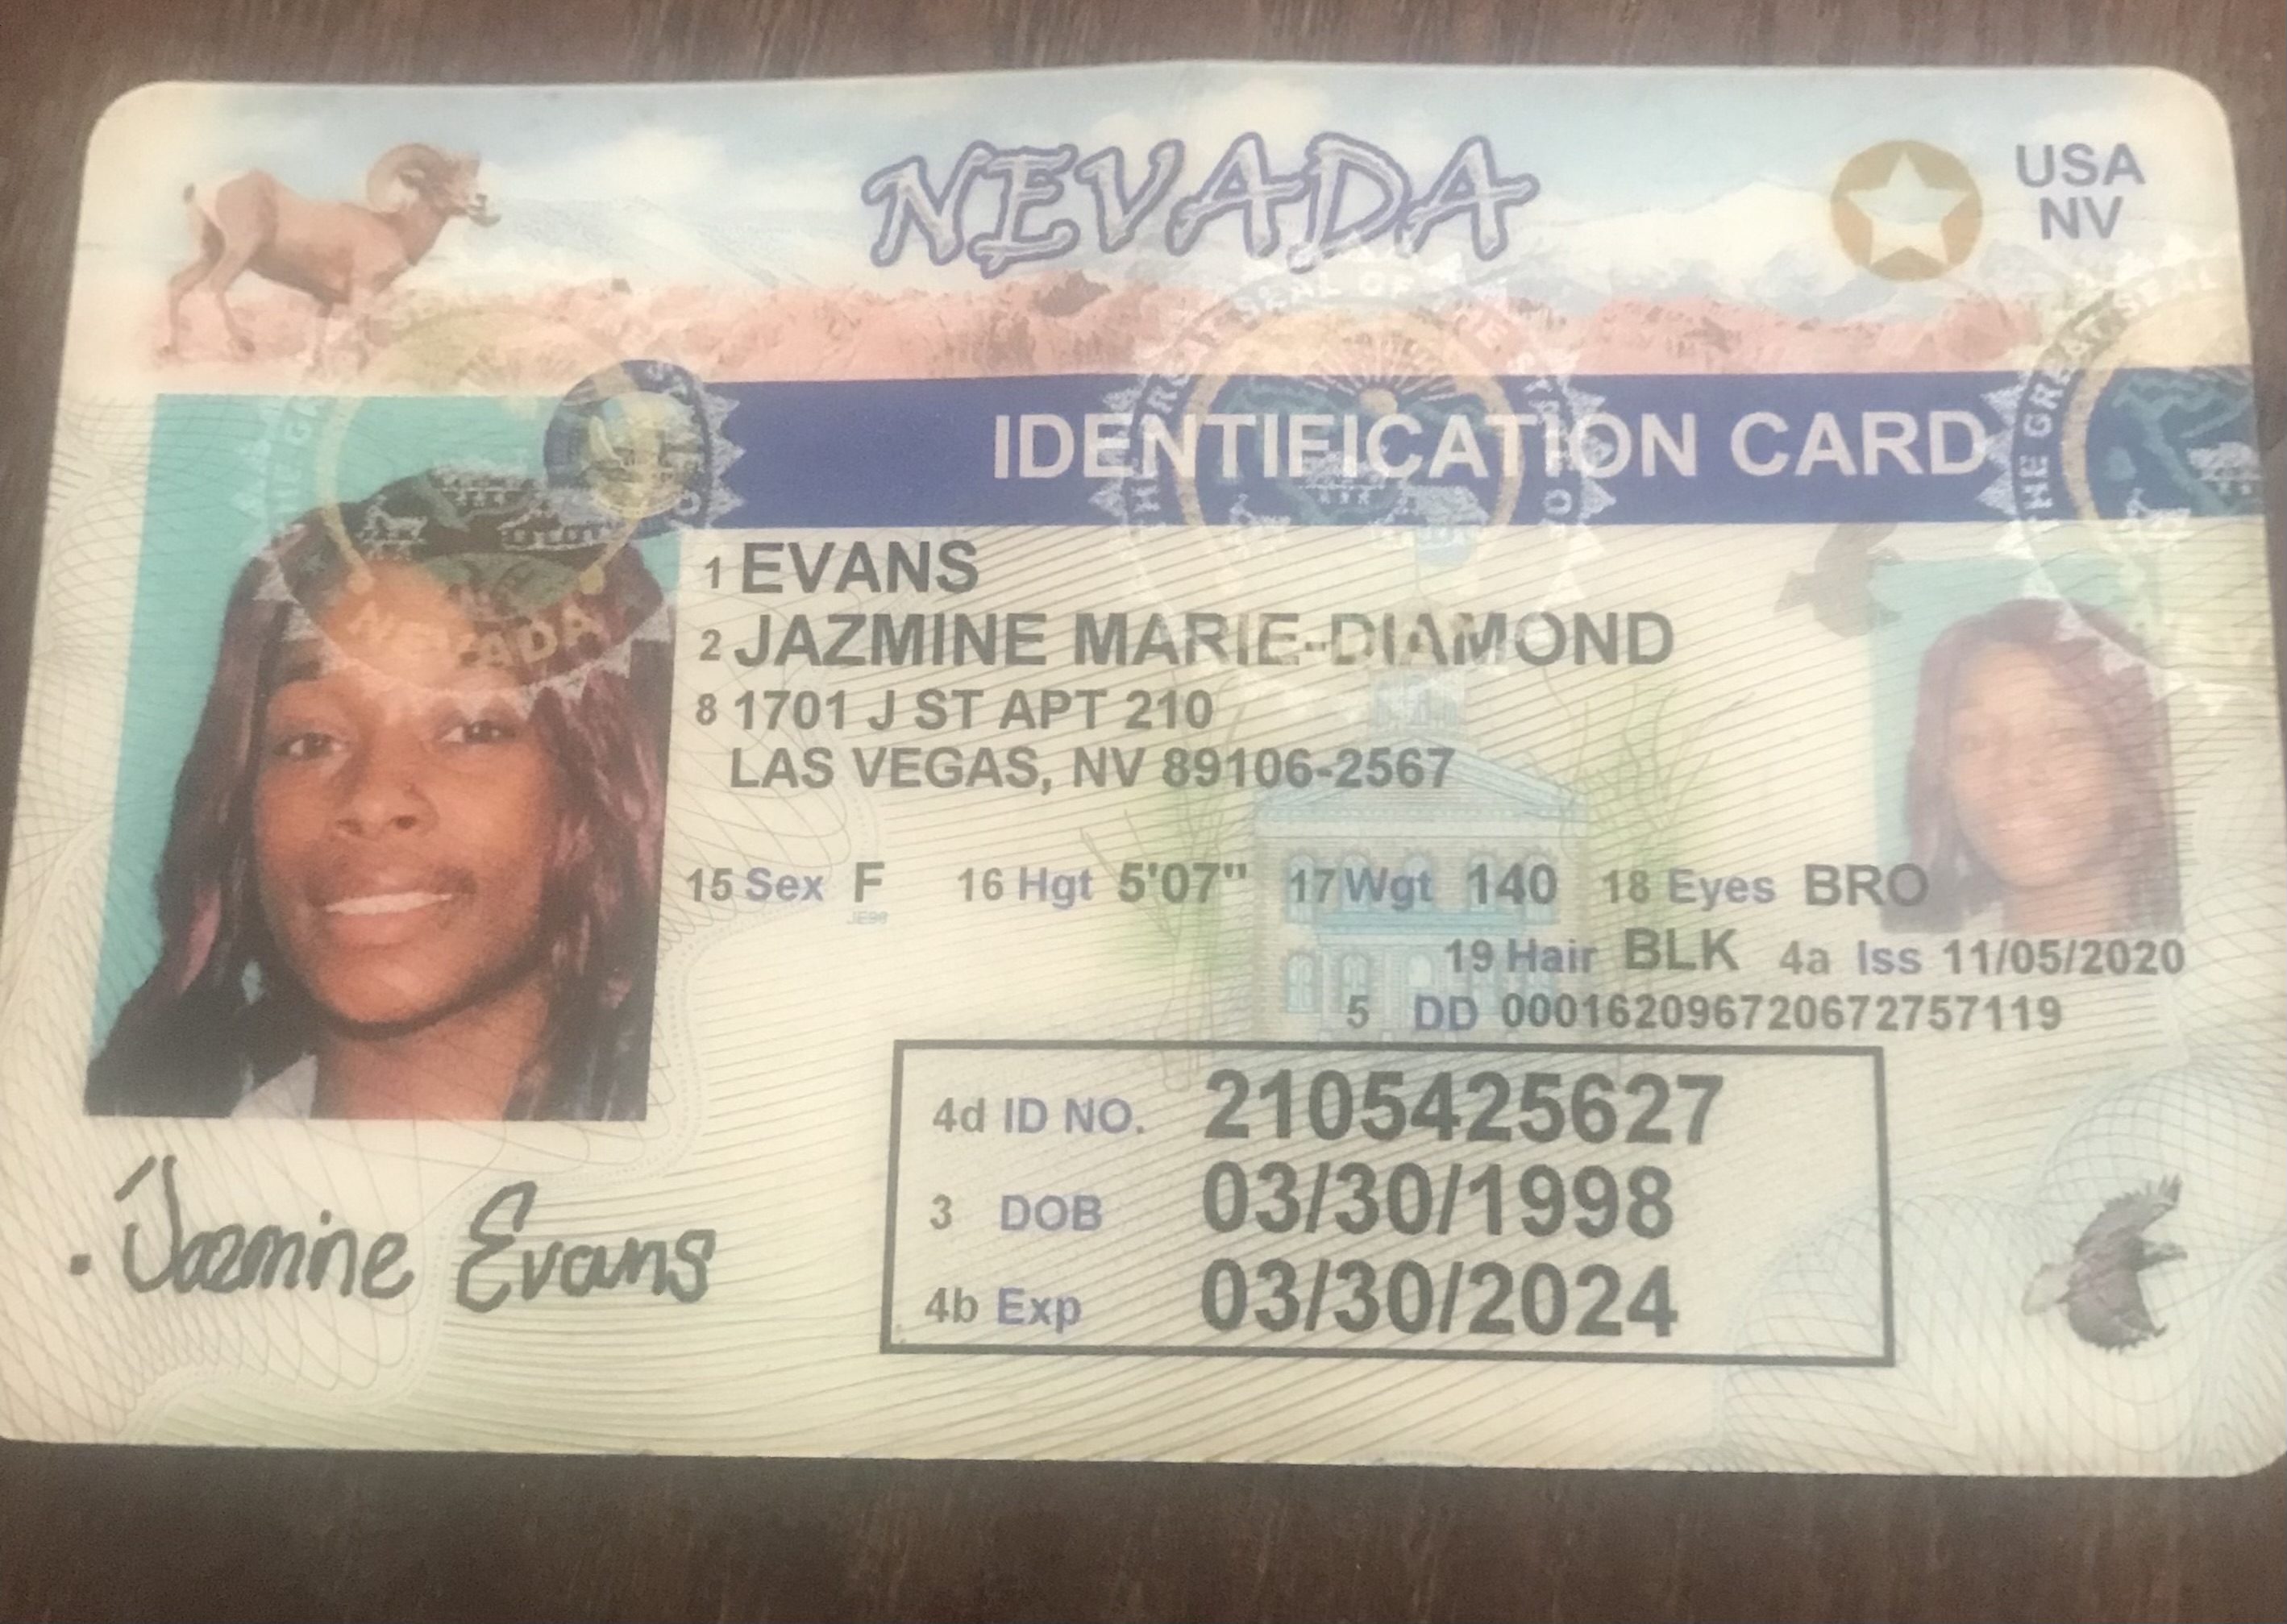 NEVADA
USA
NV
IDENTIFICATION CARD
1 EVANS
2 JAZMINE MARIE-DIAMOND
8 1701 J ST APT 210
LAS VEGAS, NV 89106-2567
15 Sex F 16 Hgt 5'07" 17 Wgt 140 18 Eyes BRO
19 Hair BLK 4a Iss 11/05/2020
5 DD 00016209672067275​7119
4d ID NO. 2105425627
3 DOB 03/30/1998
4b Exp 03/30/2024
Jazmine Evans